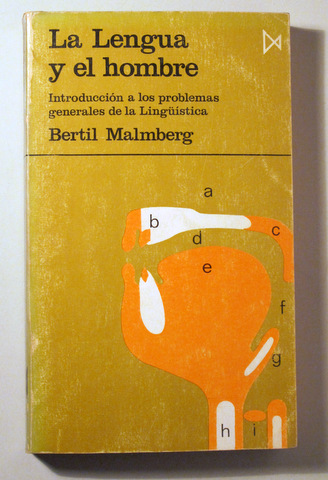 La Lengua
y el hombre
Introducción a los problemas
generales de la Lingüística
Bertil Malmberg
a
b
c
d
e
f
g
h
i